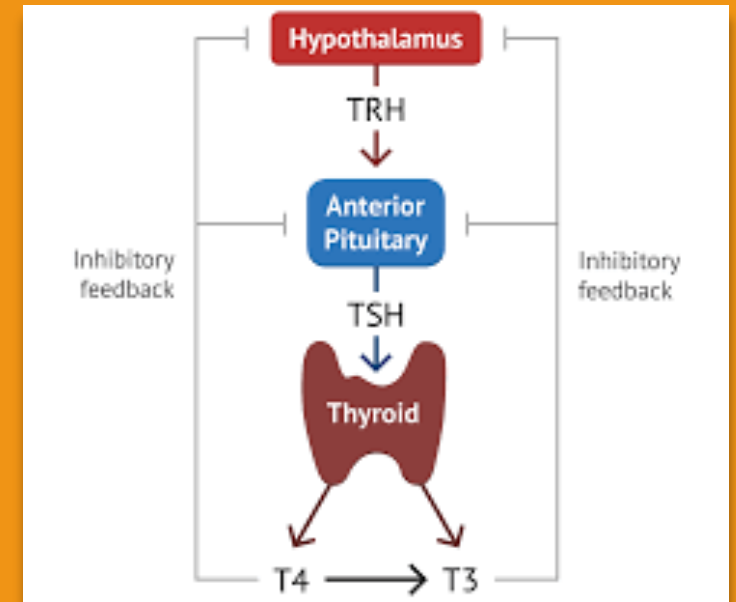 Hypothalamus
TRH
Anterior
Pituitary
Inhibitory
feedback
Inhibitory
feedback
TSH
Thyroid
T4
T3